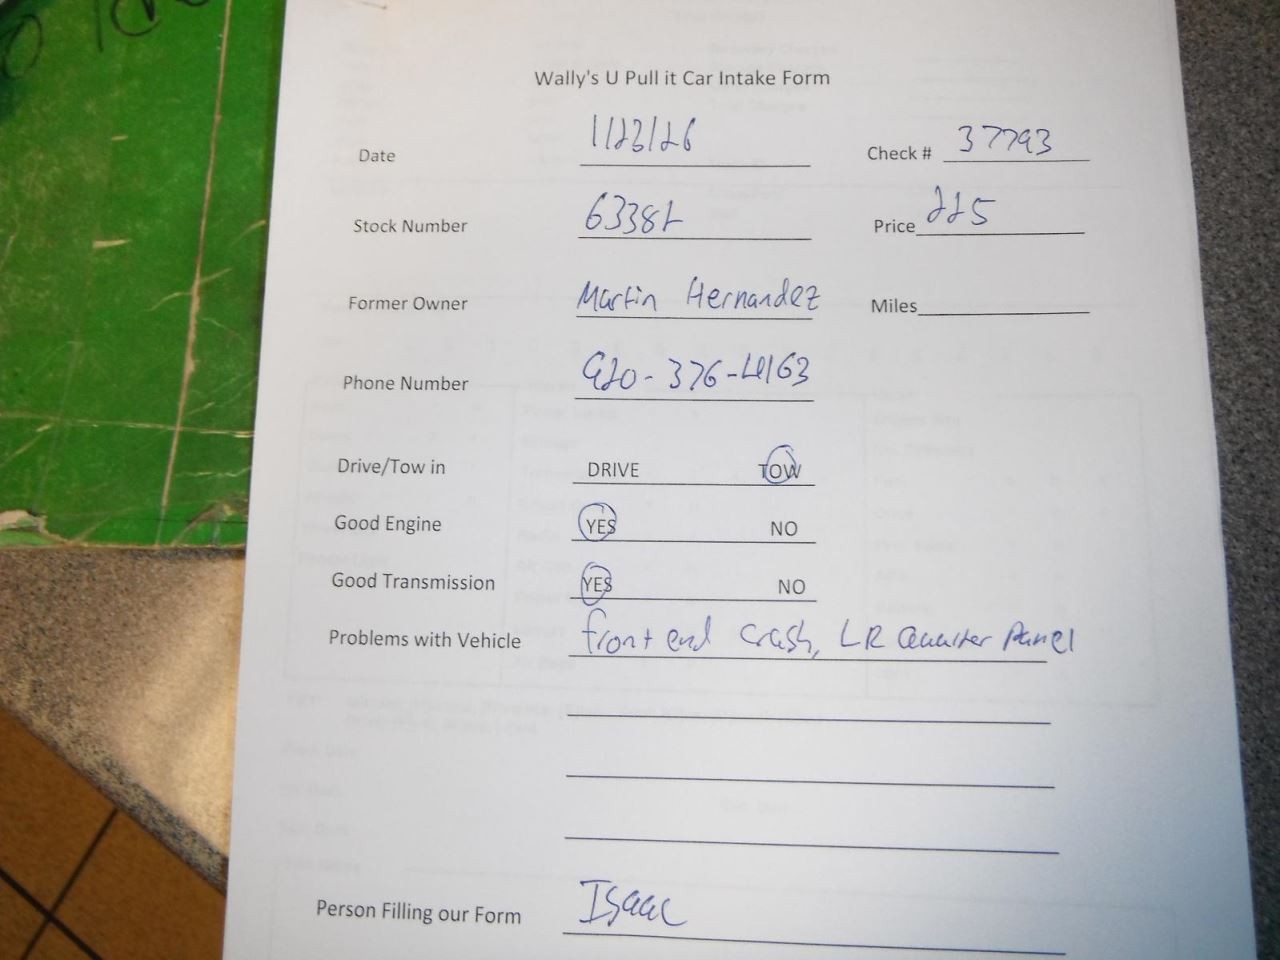 Wally's U Pull it Car Intake Form
Date 1/23/26 Check # 37793
Stock Number 63382 Price 225
Former Owner Martin Hernandez Miles
Phone Number 920-376-4163
Drive/Tow in DRIVE TOW
Good Engine YES NO
Good Transmission YES NO
Problems with Vehicle front end crash, LR Quarter Panel
Person Filling our Form Isaac